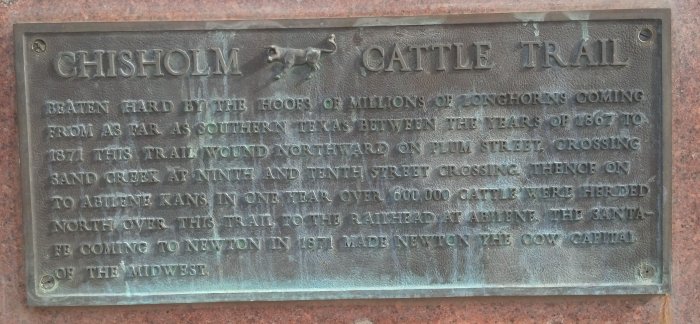 CHISHOLM CATTLE TRAIL
BEATEN HARD BY THE HOOFS OF MILLIONS OF LONGHORNS COMING
FROM AS FAR AS SOUTHERN TEXAS BETWEEN THE YEARS OF 1867 TO
1871 THIS TRAIL WOUND NORTHWARD ON PLUM STREET, CROSSING
SAND CREEK AT NINTH AND TENTH STREET CROSSING, THENCE ON
TO ABILENE KANS. IN ONE YEAR OVER 600,000 CATTLE WERE HERDED
NORTH OVER THIS TRAIL TO THE RAILHEAD AT ABILENE. THE SANTA-
FE COMING TO NEWTON IN 1871 MADE NEWTON THE COW CAPITAL
OF THE MIDWEST.